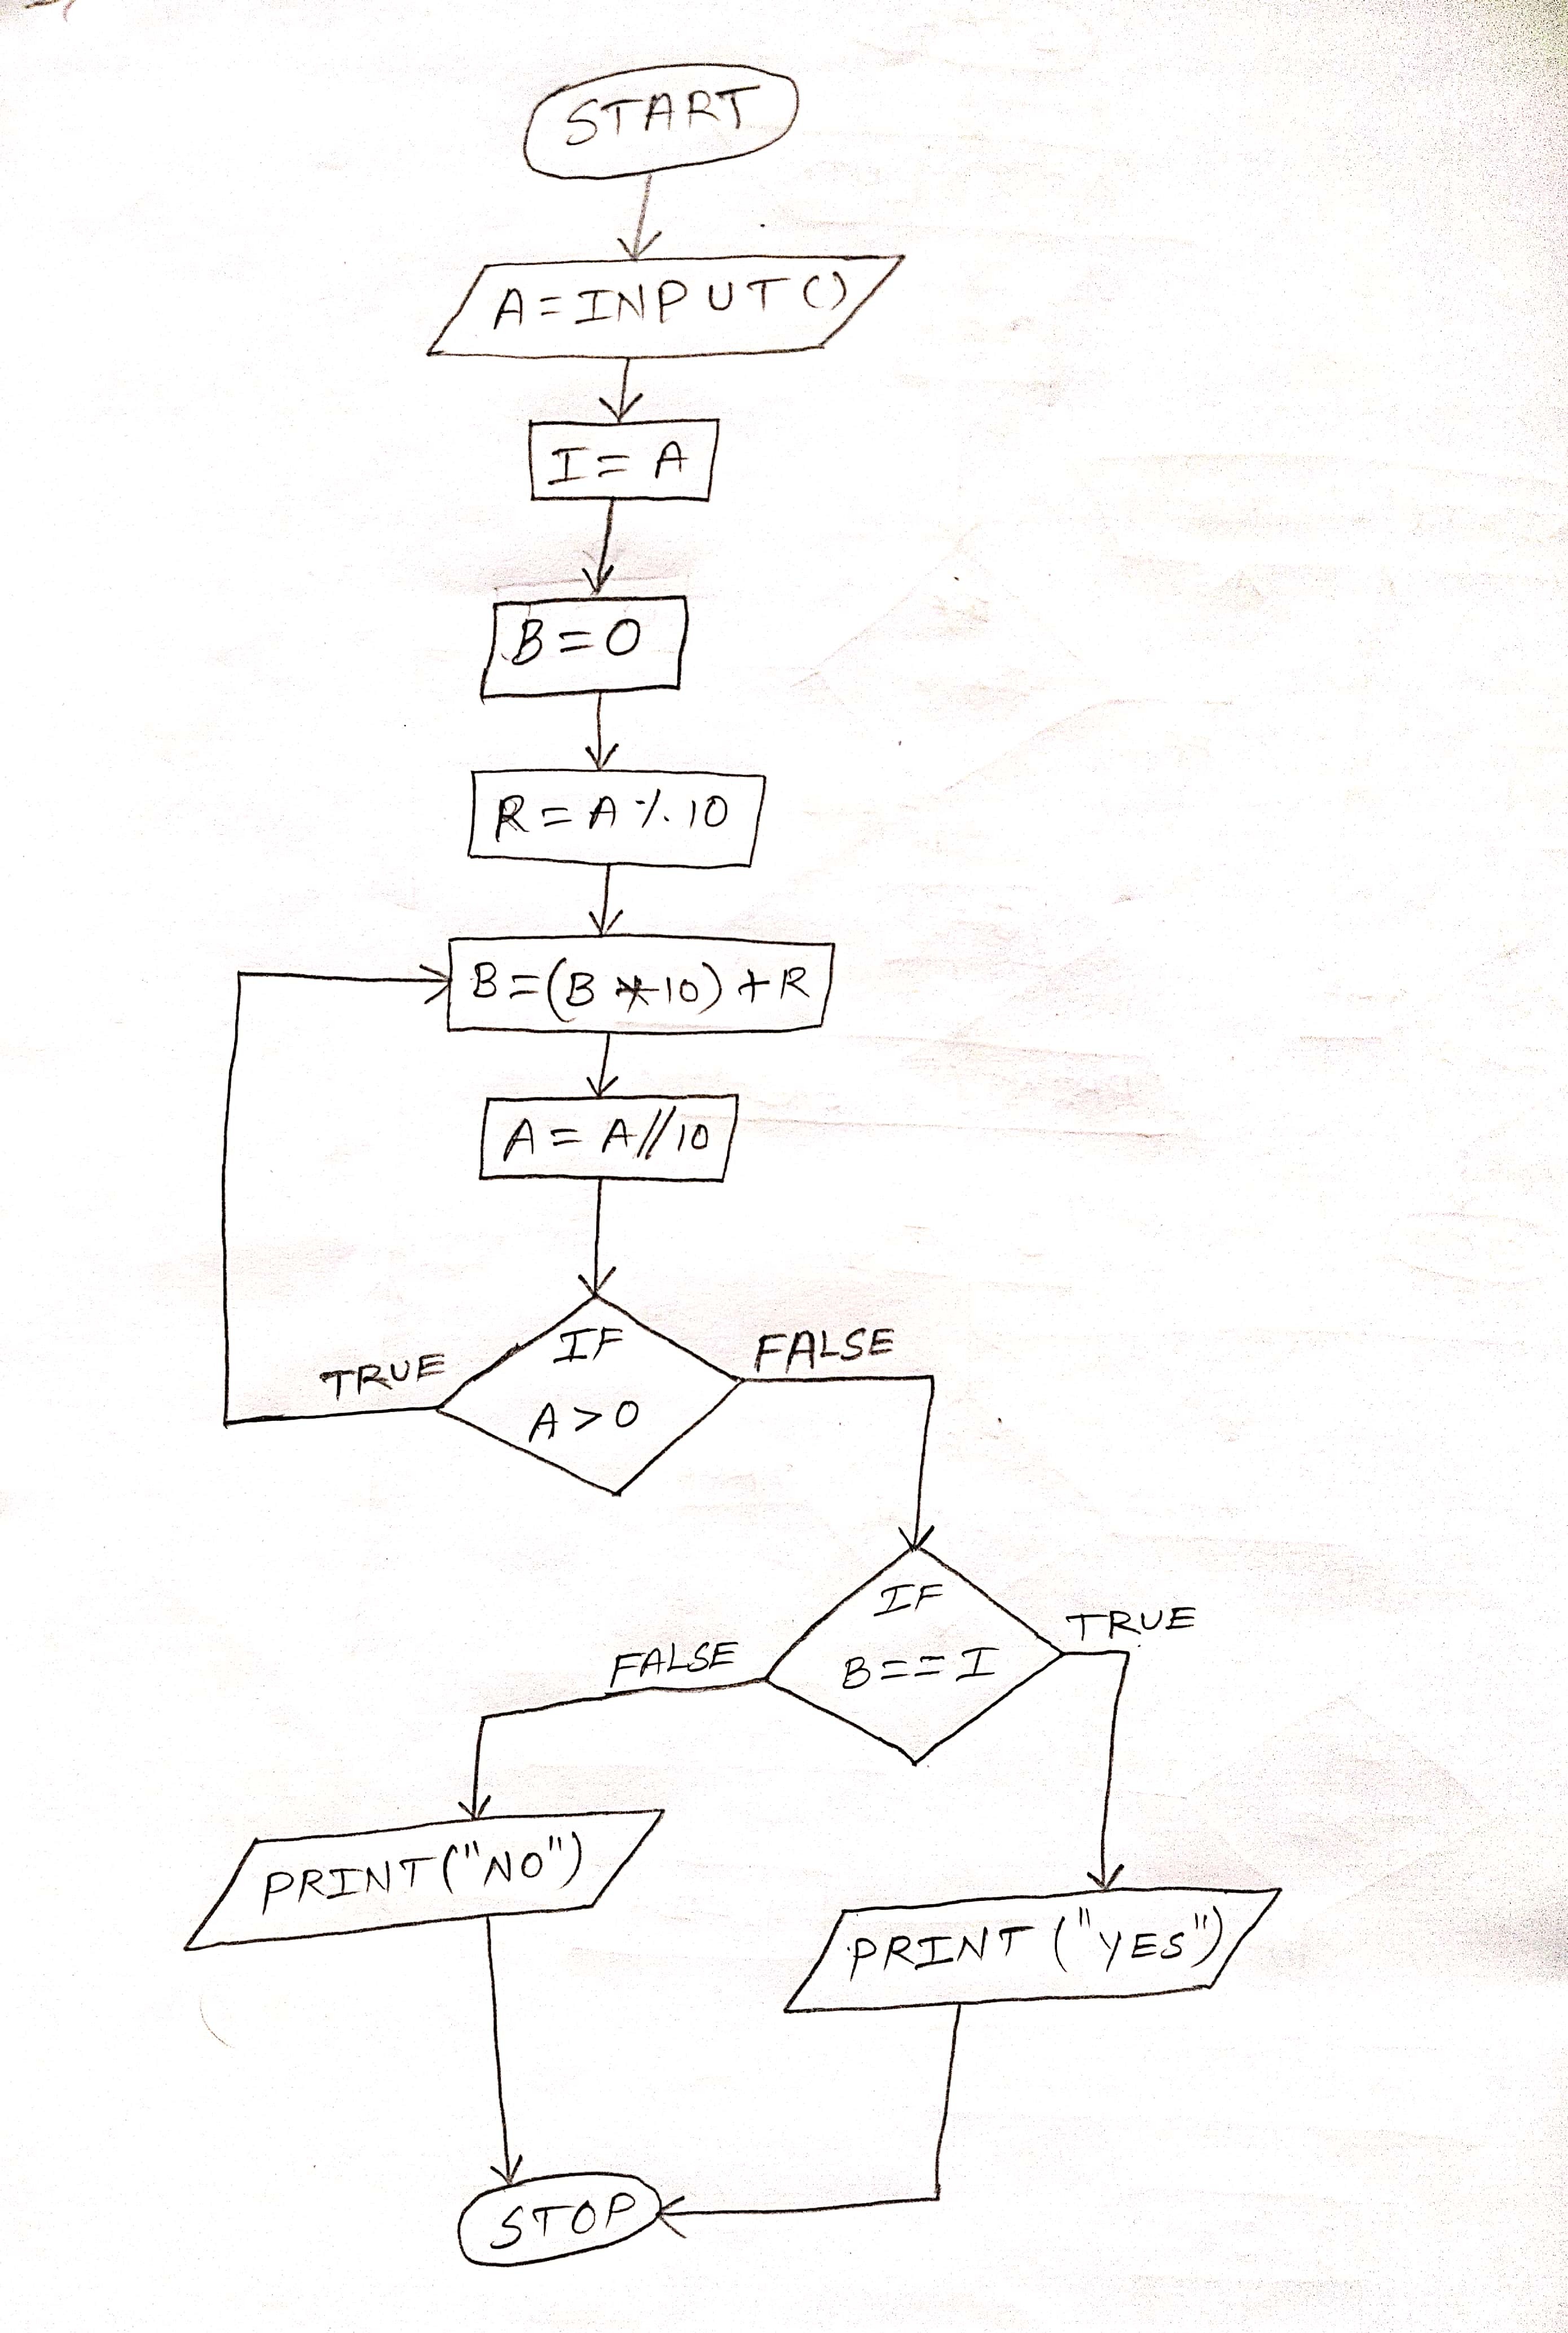 START
A=INPUT()
I=A
B=0
R=A%10
B=(B*10)+R
A=A//10
IF
A>0
TRUE
FALSE
IF
B==I
FALSE
TRUE
PRINT("NO")
PRINT("YES")
STOP